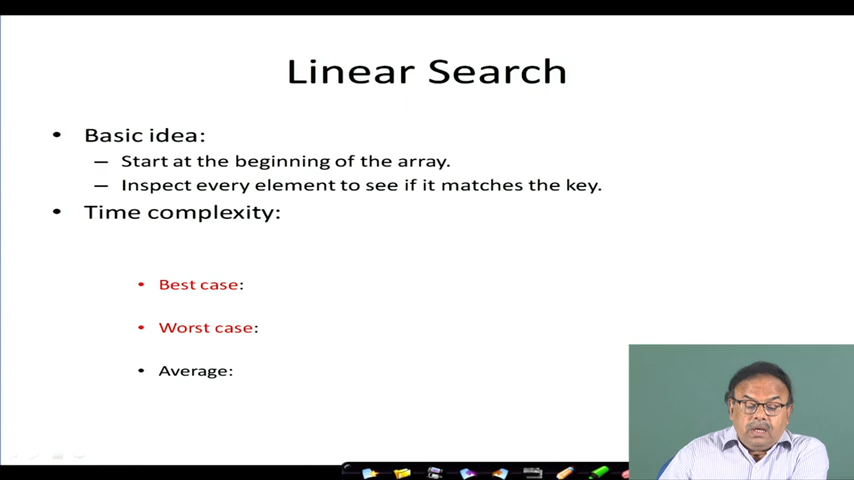 Linear Search
• Basic idea:
– Start at the beginning of the array.
– Inspect every element to see if it matches the key.
• Time complexity:
• Best case:
• Worst case:
• Average: